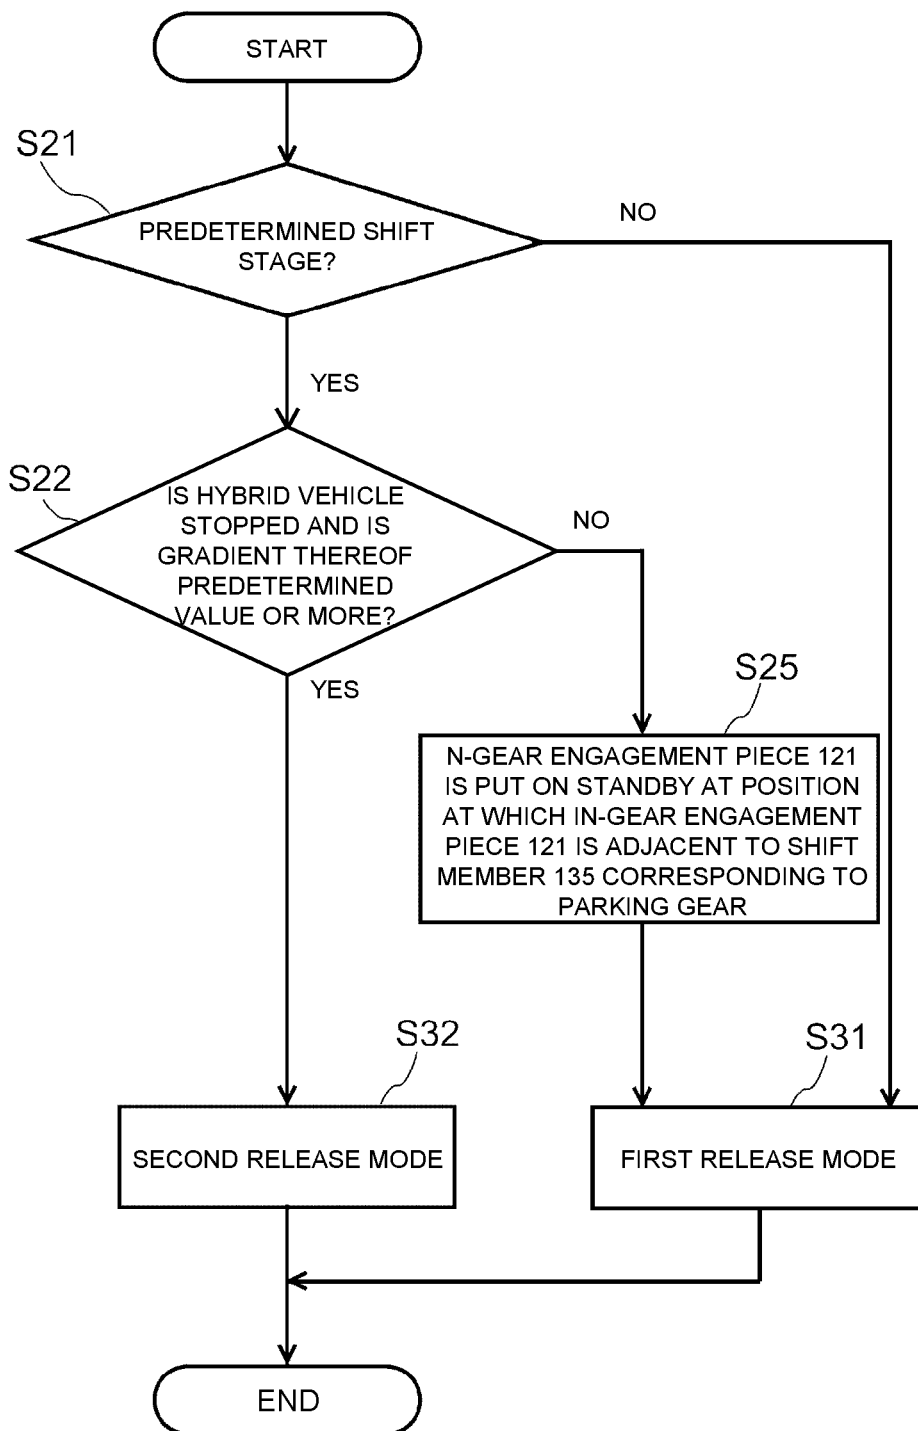 START
S21
PREDETERMINED SHIFT
STAGE?
NO
YES
S22
IS HYBRID VEHICLE
STOPPED AND IS
GRADIENT THEREOF
PREDETERMINED
VALUE OR MORE?
NO
YES
S25
N-GEAR ENGAGEMENT PIECE 121
IS PUT ON STANDBY AT POSITION
AT WHICH IN-GEAR ENGAGEMENT
PIECE 121 IS ADJACENT TO SHIFT
MEMBER 135 CORRESPONDING TO
PARKING GEAR
S32
SECOND RELEASE MODE
S31
FIRST RELEASE MODE
END